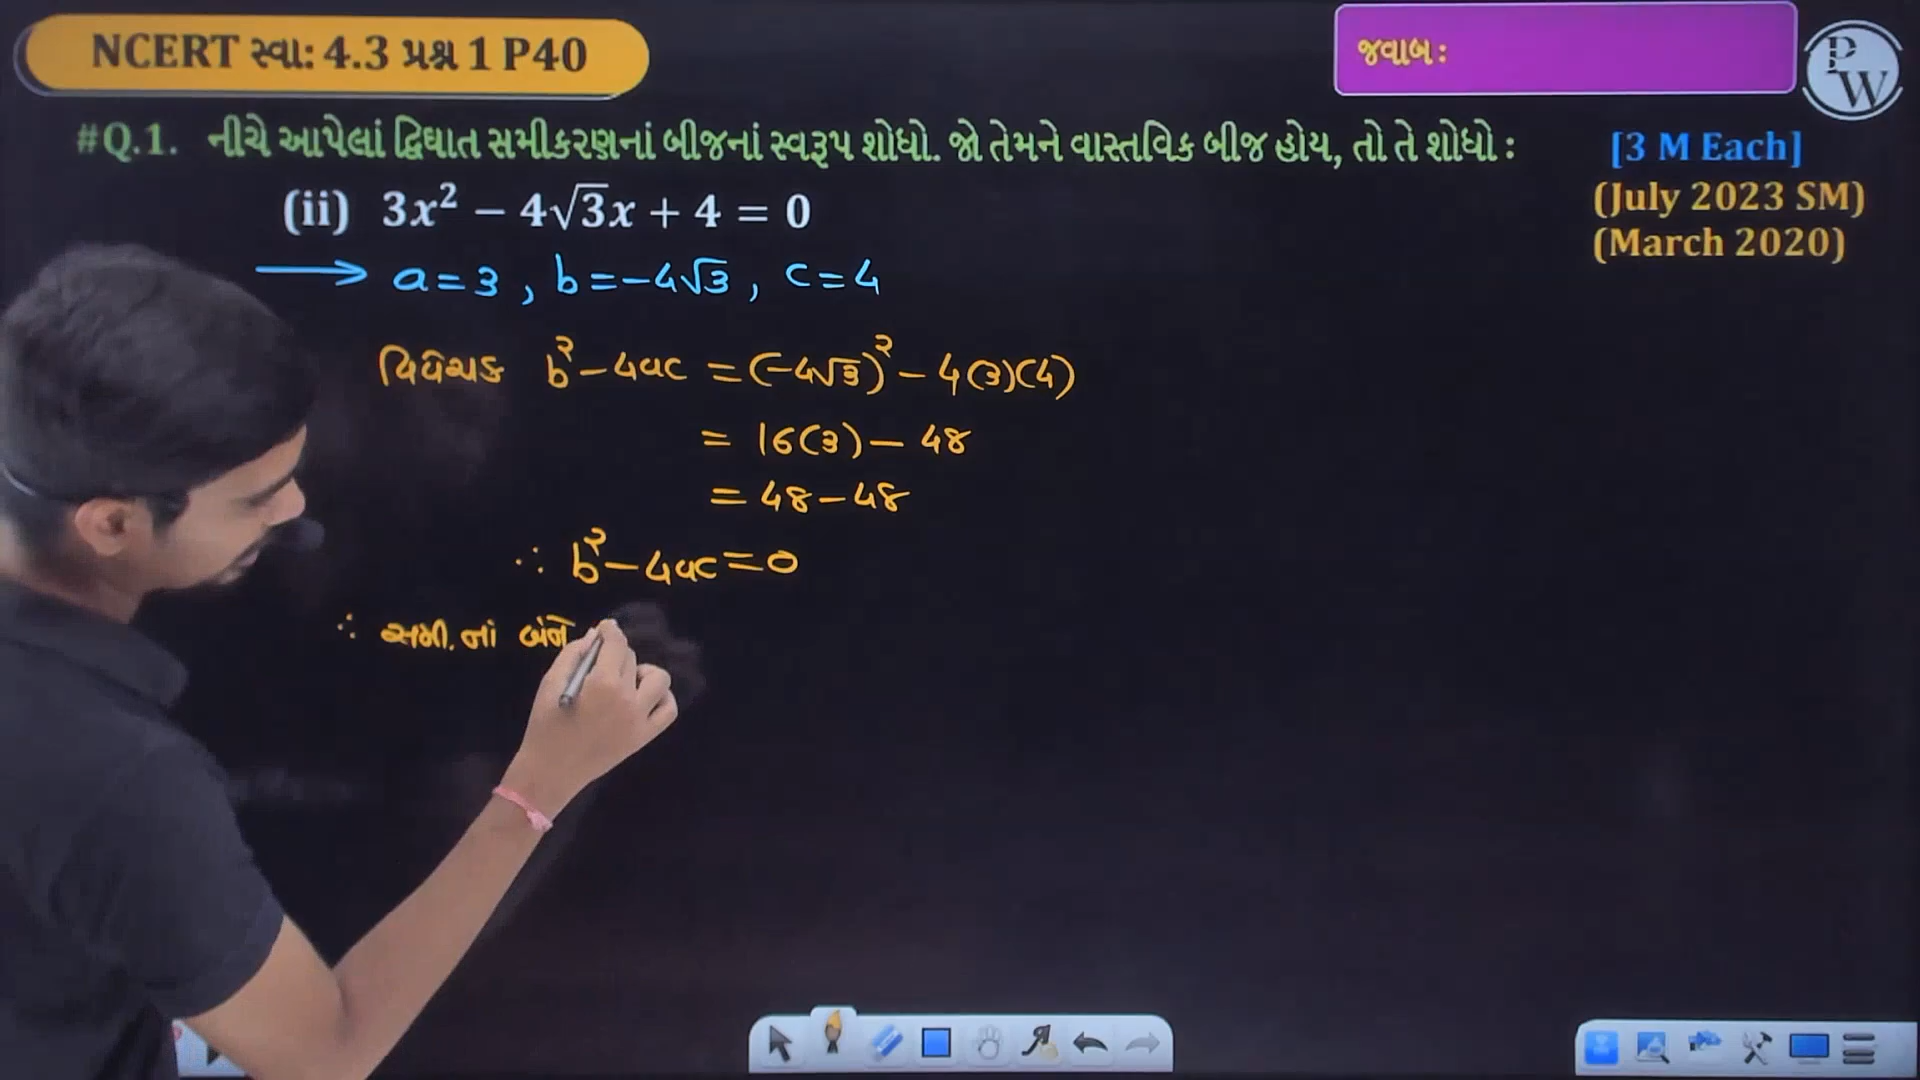 NCERT સ્વા: 4.3 પ્રશ્ન 1 P40
જવાબ :
PW
#Q.1. નીચે આપેલાં દ્વિઘાત સમીકરણનાં બીજનાં સ્વરૂપ શોધો. જો તેમને વાસ્તવિક બીજ હોય, તો તે શોધો : [3 M Each]
(July 2023 SM)
(March 2020)
(ii) 3x² − 4√3x + 4 = 0
→ a = 3 , b = −4√3 , c = 4
વિવેચક b² − 4ac = (−4√3)² − 4(3)(4)
= 16(3) − 48
= 48 − 48
∴ b² − 4ac = 0
∴ સમી. નાં બંને